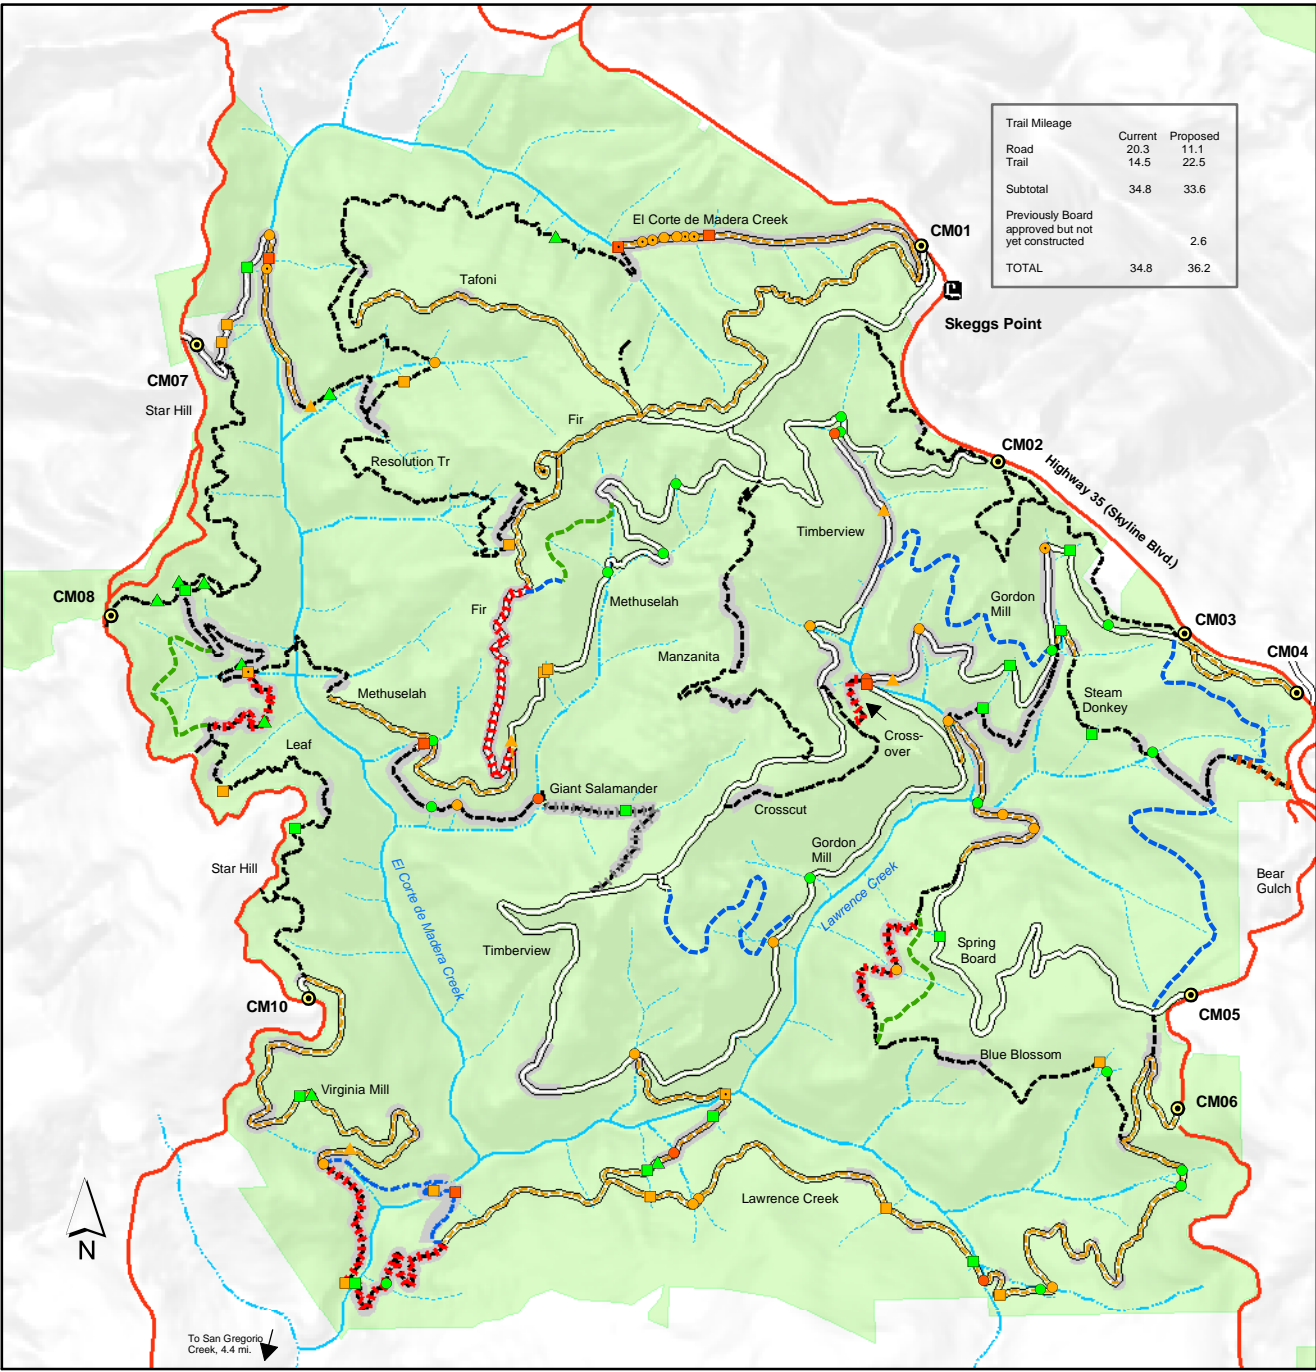 Trail Mileage
Current Proposed
Road 20.3 11.1
Trail 14.5 22.5
Subtotal 34.8 33.6
Previously Board
approved but not
yet constructed 2.6
TOTAL 34.8 36.2
El Corte de Madera Creek
CM01
Tafoni
Skeggs Point
CM07
Star Hill
Fir
CM02
Highway 35 (Skyline Blvd.)
Resolution Tr
Timberview
CM08
Fir
Methuselah
Gordon
Mill
CM03
Manzanita
CM04
Methuselah
Steam
Donkey
Leaf
Cross-
over
Giant Salamander
Crosscut
Star Hill
El Corte de Madera Creek
Gordon
Mill
Lawrence Creek
Bear
Gulch
Timberview
Spring
Board
CM10
CM05
Blue Blossom
Virginia Mill
CM06
Lawrence Creek
N
To San Gregorio
Creek, 4.4 mi.